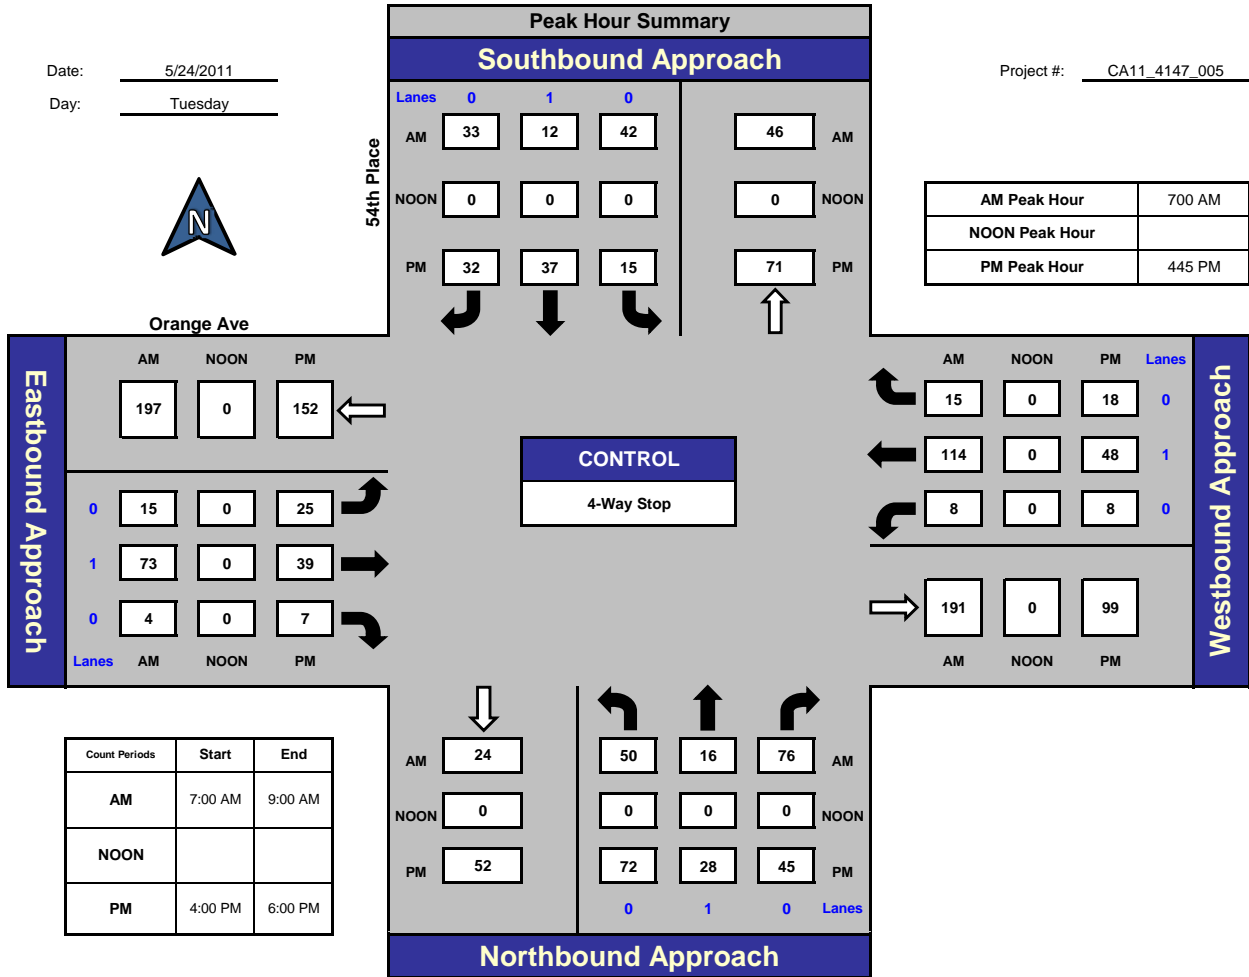 Peak Hour Summary
Southbound Approach
Date: 5/24/2011
Project #: CA11_4147_005
Day: Tuesday
Lanes 0 1 0
AM 33 12 42 46 AM
54th Place
N
NOON 0 0 0 0 NOON
AM Peak Hour 700 AM
NOON Peak Hour
PM Peak Hour 445 PM
PM 32 37 15 71 PM
Orange Ave
Eastbound Approach
AM NOON PM
197 0 152
0 15 0 25
1 73 0 39
0 4 0 7
Lanes AM NOON PM
CONTROL
4-Way Stop
AM NOON PM Lanes
15 0 18 0
114 0 48 1
8 0 8 0
191 0 99
AM NOON PM
Westbound Approach
Count Periods Start End
AM 7:00 AM 9:00 AM
NOON
PM 4:00 PM 6:00 PM
AM 24 50 16 76 AM
NOON 0 0 0 0 NOON
PM 52 72 28 45 PM
0 1 0 Lanes
Northbound Approach